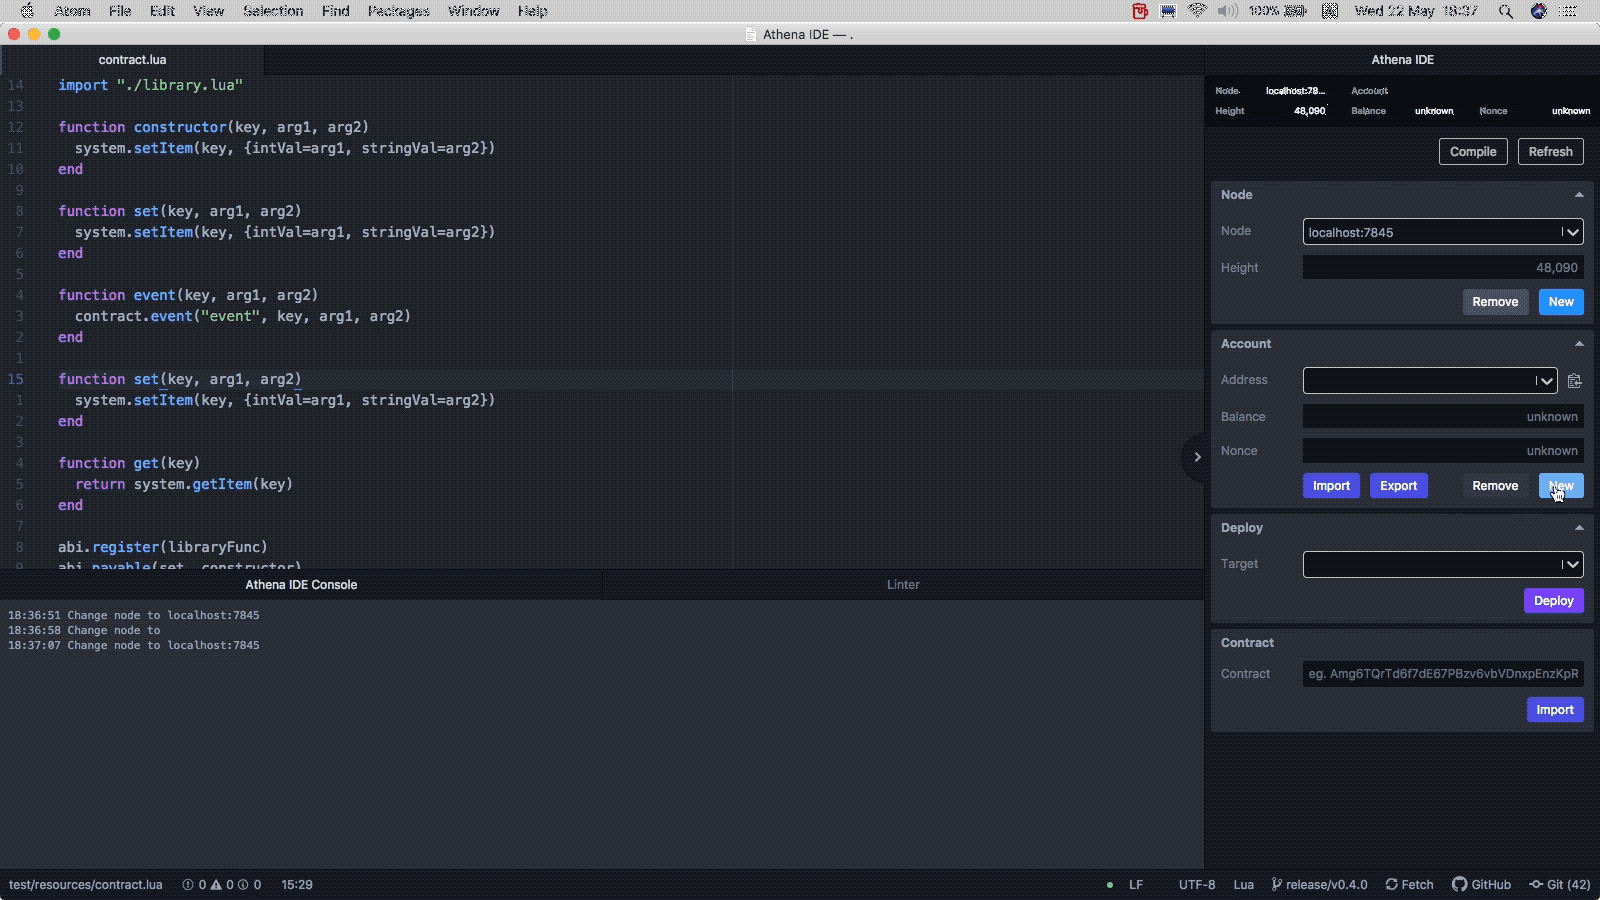 Atom File Edit View Selection Find Packages Window Help 100% Wed 22 May 18:37
Athena IDE — .
contract.lua
14 import "./library.lua"
13
12 function constructor(key, arg1, arg2)
11 system.setItem(key, {intVal=arg1, stringVal=arg2})
10 end
9
8 function set(key, arg1, arg2)
7 system.setItem(key, {intVal=arg1, stringVal=arg2})
6 end
5
4 function event(key, arg1, arg2)
3 contract.event("event", key, arg1, arg2)
2 end
1
15 function set(key, arg1, arg2)
1 system.setItem(key, {intVal=arg1, stringVal=arg2})
2 end
3
4 function get(key)
5 return system.getItem(key)
6 end
7
8 abi.register(libraryFunc)
9 abi.payable(set, constructor)
Athena IDE Console Linter
18:36:51 Change node to localhost:7845
18:36:58 Change node to
18:37:07 Change node to localhost:7845
Athena IDE
Node localhost:78... Account
Height 48,090 Balance unknown Nonce unknown
Compile Refresh
Node
Node localhost:7845
Height 48,090
Remove New
Account
Address
Balance unknown
Nonce unknown
Import Export Remove New
Deploy
Target
Deploy
Contract
Contract eg. Amg6TQrTd6f7dE67PBzv6vbVDnxpEnzKpR
Import
test/resources/contract.lua 0 0 0 15:29 LF UTF-8 Lua release/v0.4.0 Fetch GitHub Git (42)